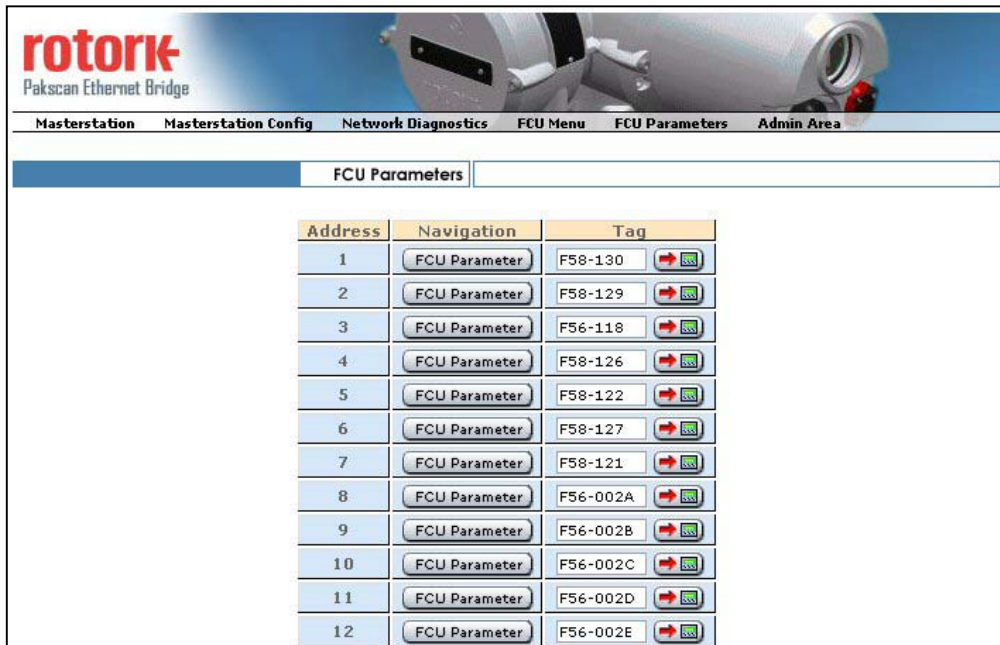 rotork
Pakscan Ethernet Bridge
Masterstation Masterstation Config Network Diagnostics FCU Menu FCU Parameters Admin Area
FCU Parameters
Address Navigation Tag
1 FCU Parameter F58-130
2 FCU Parameter F58-129
3 FCU Parameter F56-118
4 FCU Parameter F58-126
5 FCU Parameter F58-122
6 FCU Parameter F58-127
7 FCU Parameter F58-121
8 FCU Parameter F56-002A
9 FCU Parameter F56-002B
10 FCU Parameter F56-002C
11 FCU Parameter F56-002D
12 FCU Parameter F56-002E